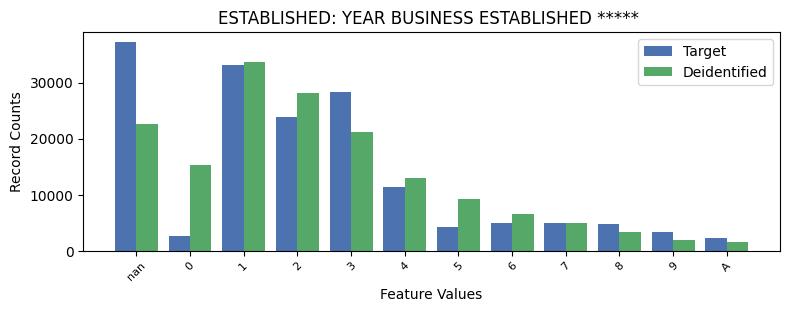 ESTABLISHED: YEAR BUSINESS ESTABLISHED *****
Target
Deidentified
Record Counts
30000
20000
10000
0
nan 0 1 2 3 4 5 6 7 8 9 A
Feature Values